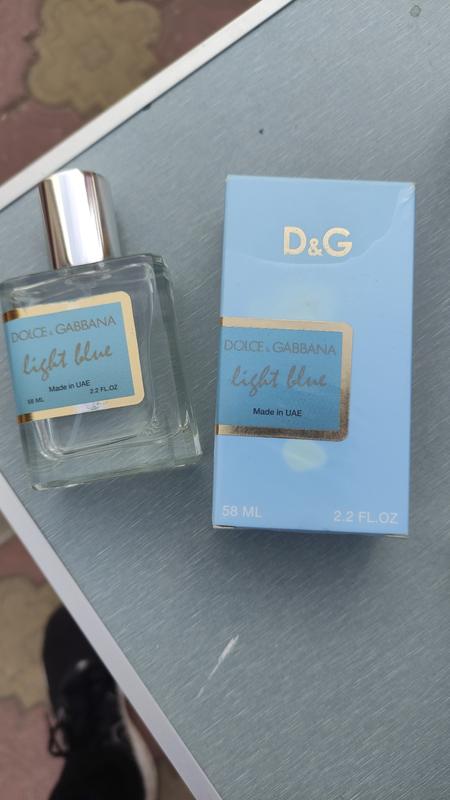 DOLCE & GABBANA
light blue
Made in UAE
58 ML
2.2 FL.OZ
D&G
DOLCE & GABBANA
light blue
Made in UAE
58 ML 2.2 FL.OZ